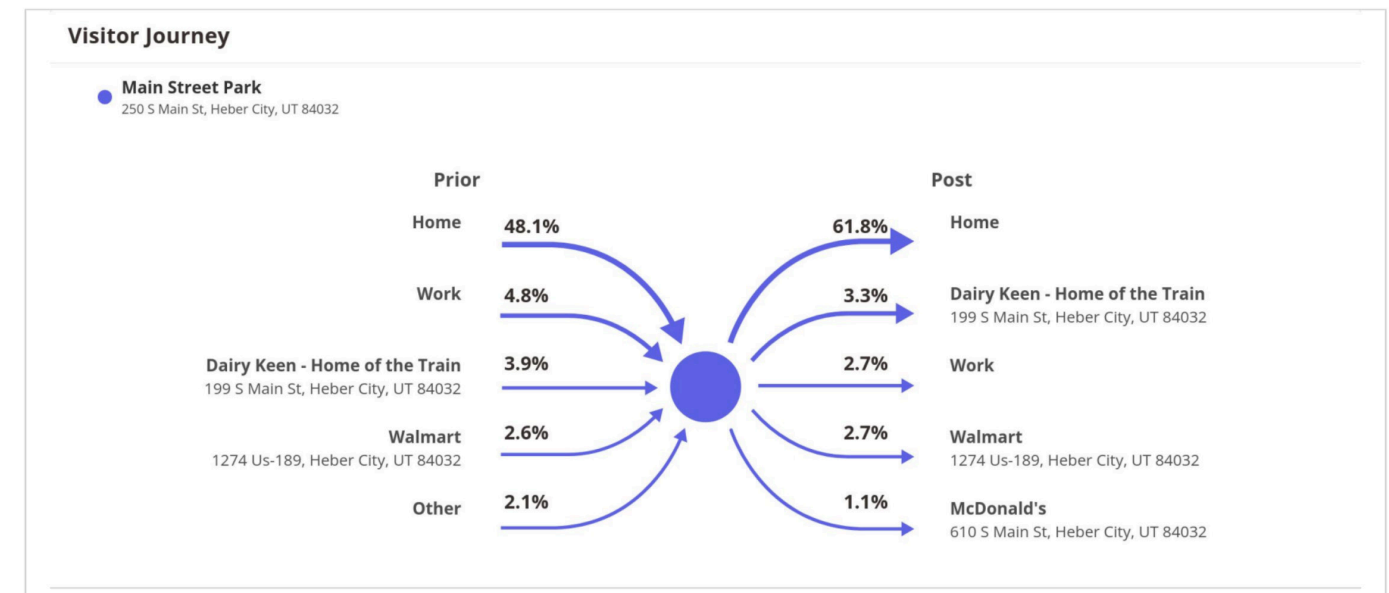 Visitor Journey
Main Street Park
250 S Main St, Heber City, UT 84032
Prior
Home
48.1%
Work
4.8%
Dairy Keen - Home of the Train
3.9%
199 S Main St, Heber City, UT 84032
Walmart
2.6%
1274 Us-189, Heber City, UT 84032
Other
2.1%
Post
61.8%
Home
3.3%
Dairy Keen - Home of the Train
199 S Main St, Heber City, UT 84032
2.7%
Work
2.7%
Walmart
1274 Us-189, Heber City, UT 84032
1.1%
McDonald's
610 S Main St, Heber City, UT 84032